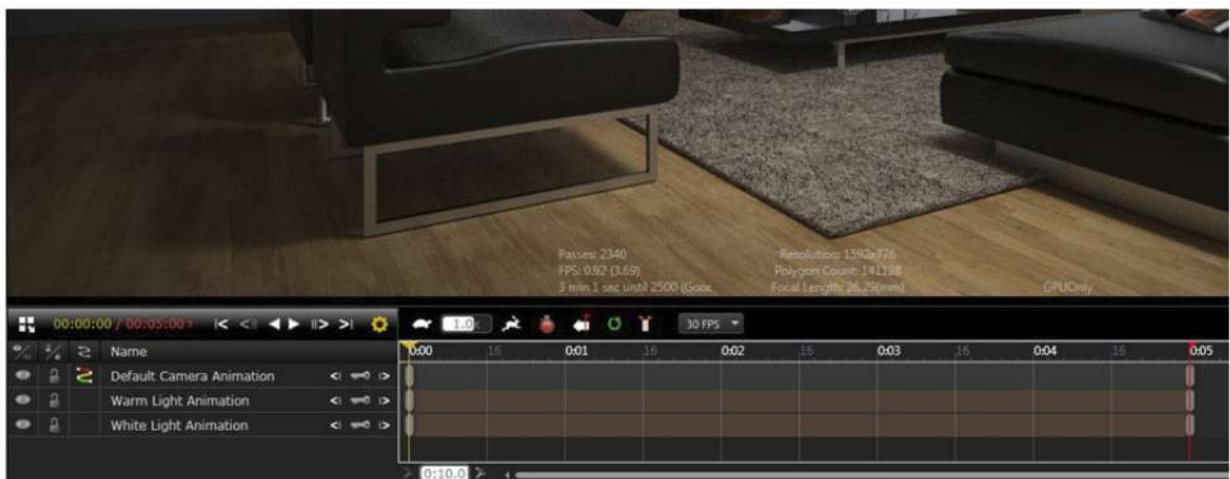 Passes: 2340
FPS: 0.92 (3.69)
3 min 1 sec until 2500 (Gooc
Resolution: 1592x776
Polygon Count: 141128
Focal Length: 26.29(mm)
GPUOnly
00:00:00 / 00:05:00
1.0x
30 FPS
Name
0:00 16 0:01 16 0:02 16 0:03 16 0:04 16 0:05
Default Camera Animation
Warm Light Animation
White Light Animation
0:10.0